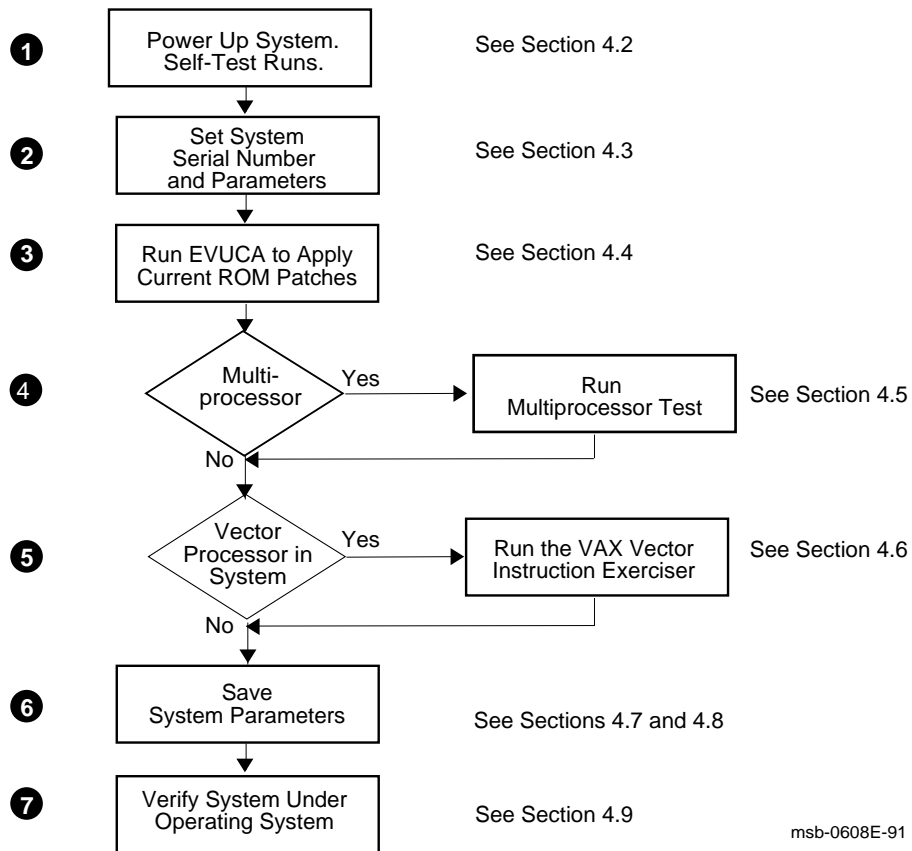 1
Power Up System.
Self-Test Runs.
See Section 4.2
2
Set System
Serial Number
and Parameters
See Section 4.3
3
Run EVUCA to Apply
Current ROM Patches
See Section 4.4
4
Multi-
processor
Yes
Run
Multiprocessor Test
See Section 4.5
No
5
Vector
Processor in
System
Yes
Run the VAX Vector
Instruction Exerciser
See Section 4.6
No
6
Save
System Parameters
See Sections 4.7 and 4.8
7
Verify System Under
Operating System
See Section 4.9
msb-0608E-91